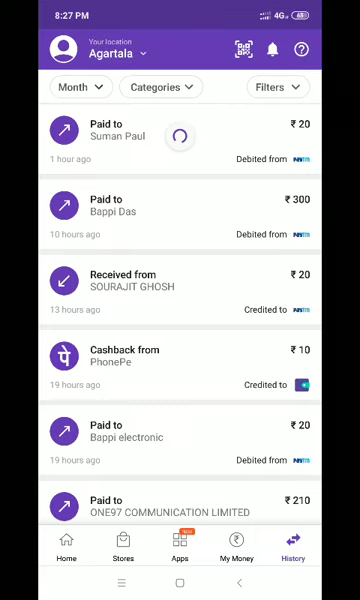 8:27 PM
4G 68
Your location
Agartala
Month
Categories
Filters
Paid to
₹ 20
Suman Paul
1 hour ago
Debited from
Paid to
₹ 300
Bappi Das
10 hours ago
Debited from
Received from
₹ 20
SOURAJIT GHOSH
13 hours ago
Credited to
पे
Cashback from
₹ 10
PhonePe
19 hours ago
Credited to
Paid to
₹ 20
Bappi electronic
19 hours ago
Debited from
Paid to
₹ 210
ONE97 COMMUNICATION LIMITED
New
Home
Stores
Apps
My Money
History